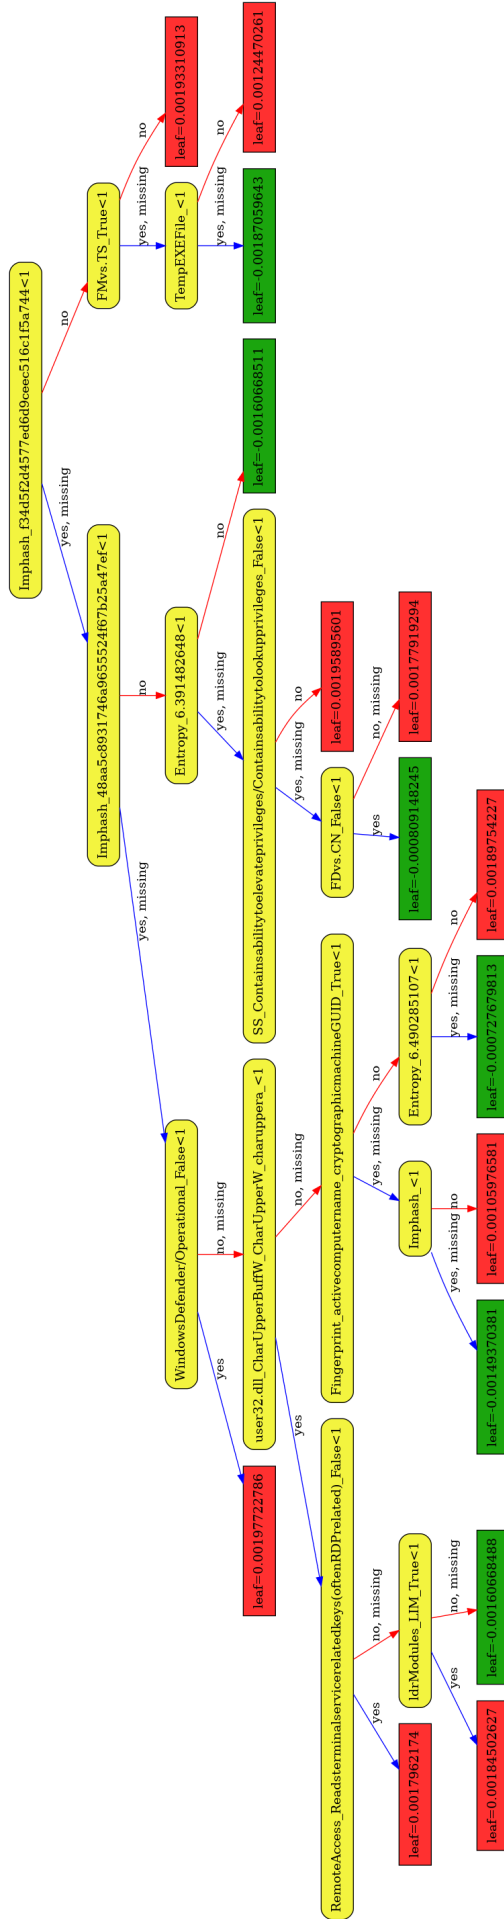 Imphash_f34d5f2d4577ed6d9ceec516c1f5a744<1
yes, missing
no
Imphash_48aa5c8931746a9655524f67b25a47ef<1
FMvs.TS_True<1
yes, missing
no
yes, missing
no
WindowsDefender/Operational_False<1
Entropy_6.391482648<1
TempEXEFile_<1
leaf=0.00193310913
yes
no, missing
yes, missing
no
yes, missing
no
leaf=0.00197722786
user32.dll_CharUpperBuffW_CharUpperW_charuppera_<1
SS_Containsabilitytoelevateprivileges/Containsabilitytolookupprivileges_False<1
leaf=-0.00160668511
leaf=-0.00187059643
leaf=0.00124470261
yes
no, missing
yes, missing
no
RemoteAccess_Readsterminalservicerelatedkeys(oftenRDPrelated)_False<1
Fingerprint_activecomputername_cryptographicmachineGUID_True<1
FDvs.CN_False<1
leaf=0.00195895601
yes
no, missing
yes, missing
no
yes
no, missing
leaf=0.0017962174
ldrModules_LIM_True<1
Imphash_<1
Entropy_6.490285107<1
leaf=-0.000809148245
leaf=0.00177919294
yes
no, missing
yes, missing
no
yes, missing
no
leaf=0.00184502627
leaf=-0.00160668488
leaf=-0.00149370381
leaf=0.00105976581
leaf=-0.000727679813
leaf=0.00189754227